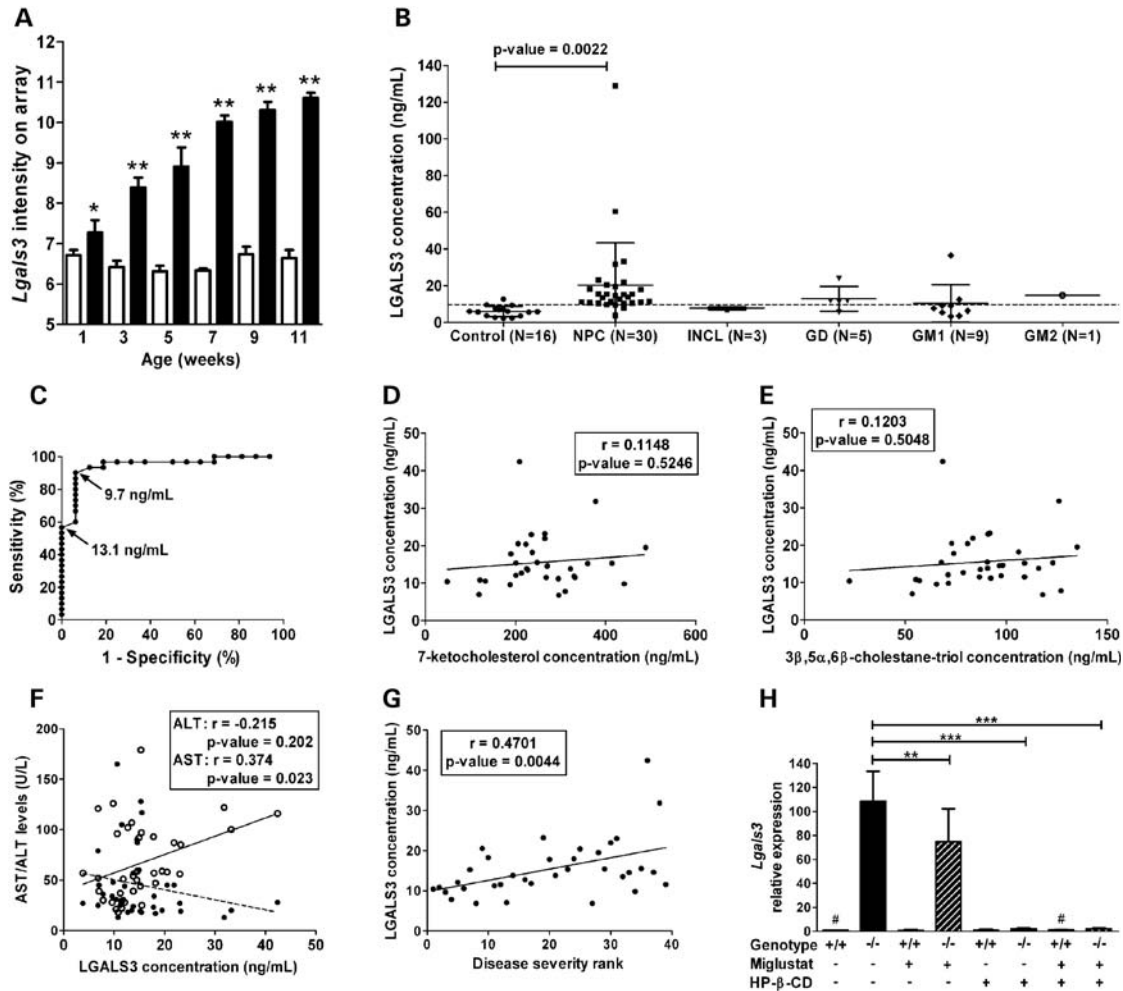 A
Lgals3 intensity on array
11
10
9
8
7
6
5
* ** ** ** ** **
1 3 5 7 9 11
Age (weeks)
B
p-value = 0.0022
LGALS3 concentration (ng/mL)
140
120
100
80
60
40
20
0
Control (N=16) NPC (N=30) INCL (N=3) GD (N=5) GM1 (N=9) GM2 (N=1)
C
Sensitivity (%)
100
80
60
40
20
0
9.7 ng/mL
13.1 ng/mL
0 20 40 60 80 100
1 - Specificity (%)
D
LGALS3 concentration (ng/mL)
50
40
30
20
10
0
r = 0.1148
p-value = 0.5246
0 200 400 600
7-ketocholesterol concentration (ng/mL)
E
LGALS3 concentration (ng/mL)
50
40
30
20
10
0
r = 0.1203
p-value = 0.5048
0 50 100 150
3β,5α,6β-cholestane-triol concentration (ng/mL)
F
AST/ALT levels (U/L)
200
150
100
50
0
ALT: r = -0.215
p-value = 0.202
AST: r = 0.374
p-value = 0.023
0 10 20 30 40 50
LGALS3 concentration (ng/mL)
G
LGALS3 concentration (ng/mL)
50
40
30
20
10
0
r = 0.4701
p-value = 0.0044
0 10 20 30 40
Disease severity rank
H
***
***
**
Lgals3
relative expression
140
120
100
80
60
40
20
0
# #
Genotype +/+ -/- +/+ -/- +/+ -/- +/+ -/-
Miglustat - - + + - - + +
HP-β-CD - - - - + + + +